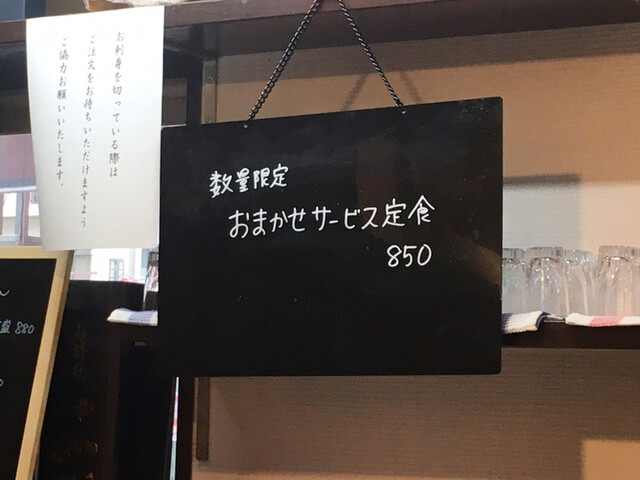 お刺身を切っている際は
ご注文をお待ちいただけますよう
ご協力お願いいたします。
数量限定
おまかせサービス定食
850
880